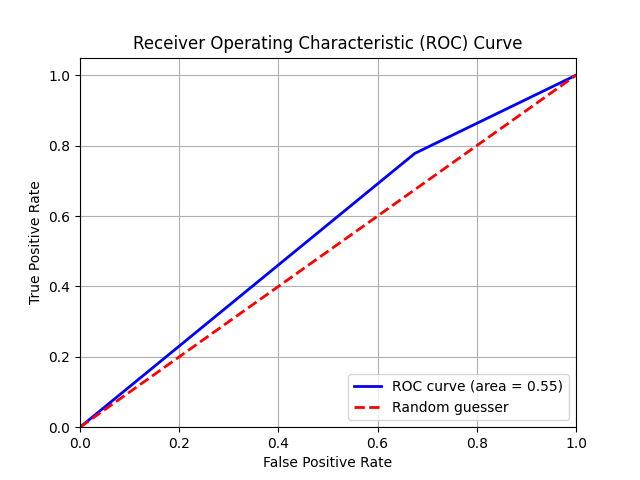 Receiver Operating Characteristic (ROC) Curve
True Positive Rate
1.0
0.8
0.6
0.4
0.2
0.0
ROC curve (area = 0.55)
Random guesser
0.0 0.2 0.4 0.6 0.8 1.0
False Positive Rate